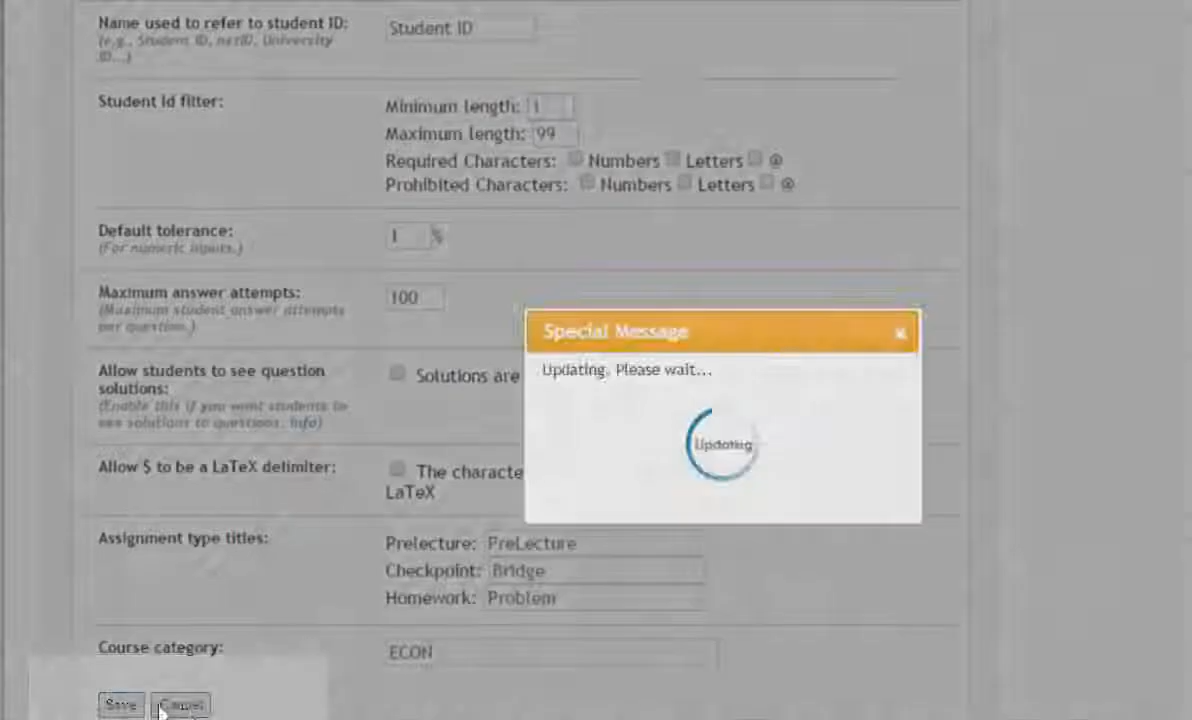 Name used to refer to student ID:
(e.g., Student ID, netID, University
ID...)
Student ID
Student Id filter:
Minimum length: 1
Maximum length: 99
Required Characters: Numbers Letters @
Prohibited Characters: Numbers Letters @
Default tolerance:
(For numeric inputs.)
1 %
Maximum answer attempts:
(Maximum student answer attempts
per question.)
100
Special Message
Updating. Please wait...
Updating
Allow students to see question
solutions:
(Enable this if you want students to
see solutions to questions. Info)
Solutions are
Allow $ to be a LaTeX delimiter:
The characte
LaTeX
Assignment type titles:
Prelecture: PreLecture
Checkpoint: Bridge
Homework: Problem
Course category:
ECON
Save Cancel